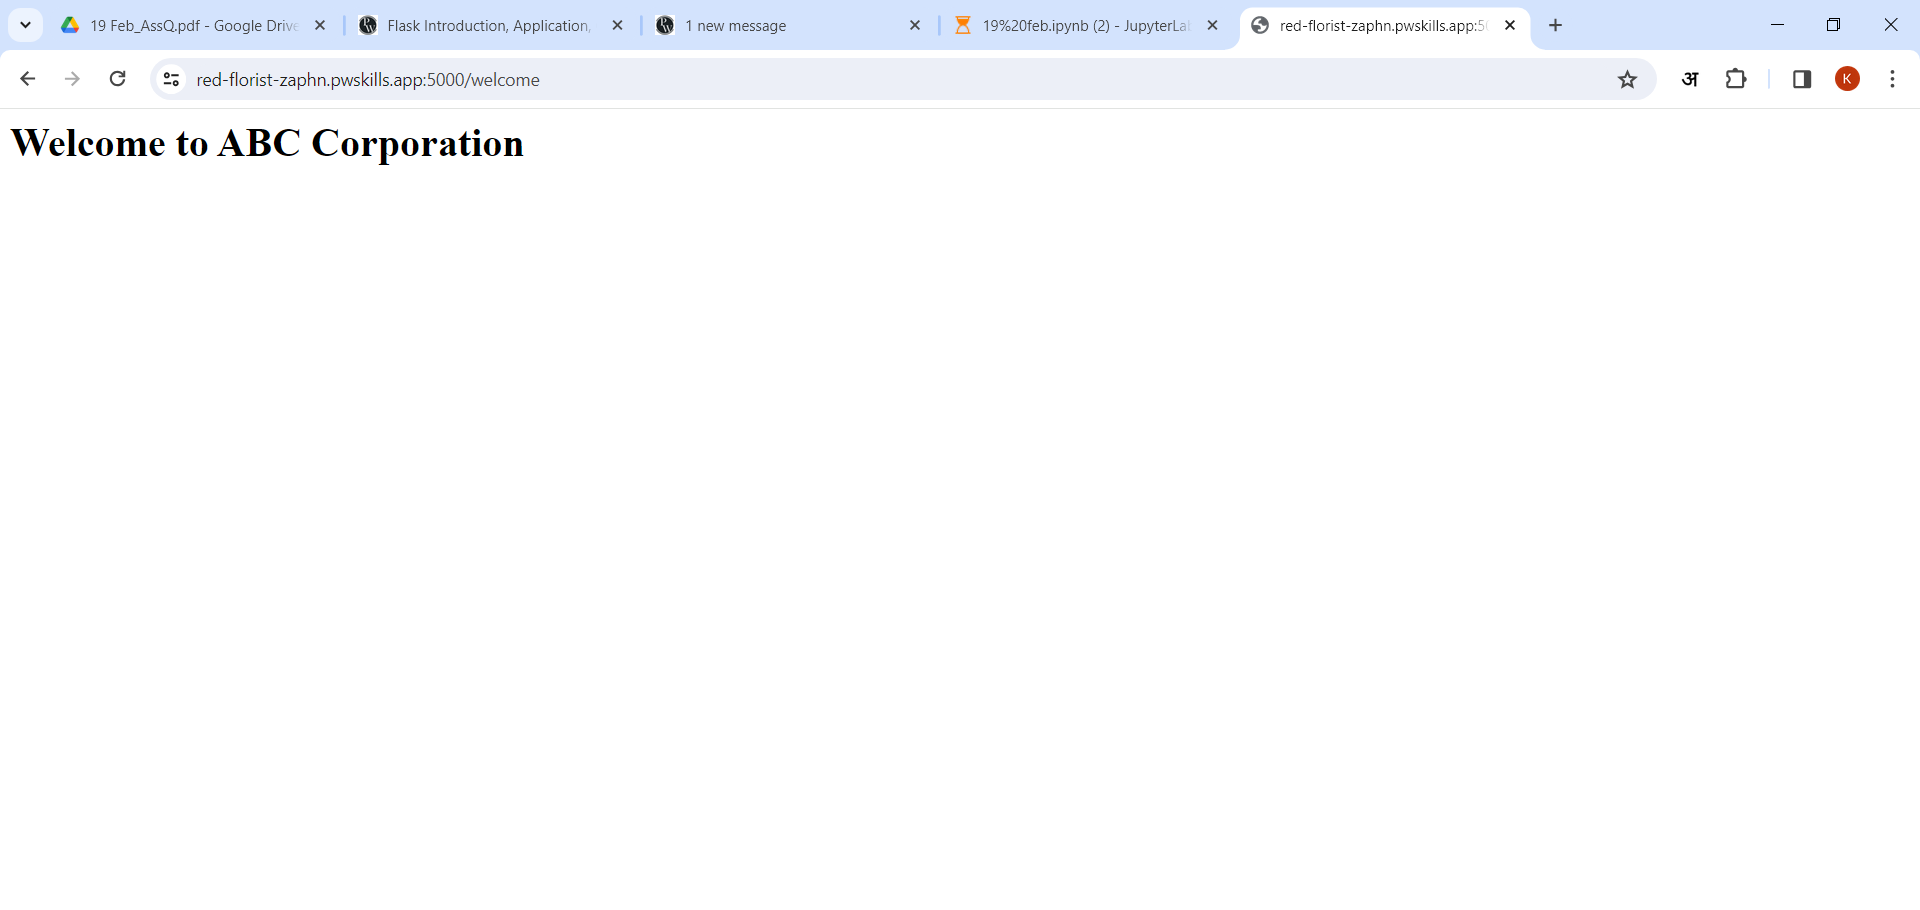 19 Feb_AssQ.pdf - Google Drive
Flask Introduction, Application,
1 new message
19%20feb.ipynb (2) - JupyterLa
red-florist-zaphn.pwskills.app:50
red-florist-zaphn.pwskills.app:5000/welcome
अ
K
Welcome to ABC Corporation